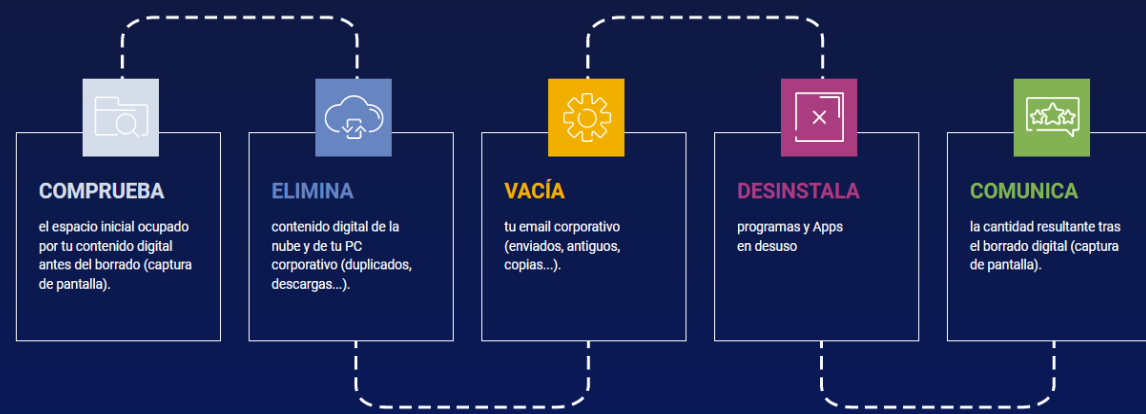 COMPRUEBA
el espacio inicial ocupado
por tu contenido digital
antes del borrado (captura
de pantalla).
ELIMINA
contenido digital de la
nube y de tu PC
corporativo (duplicados,
descargas...).
VACÍA
tu email corporativo
(enviados, antiguos,
copias...).
DESINSTALA
programas y Apps
en desuso
COMUNICA
la cantidad resultante tras
el borrado digital (captura
de pantalla).